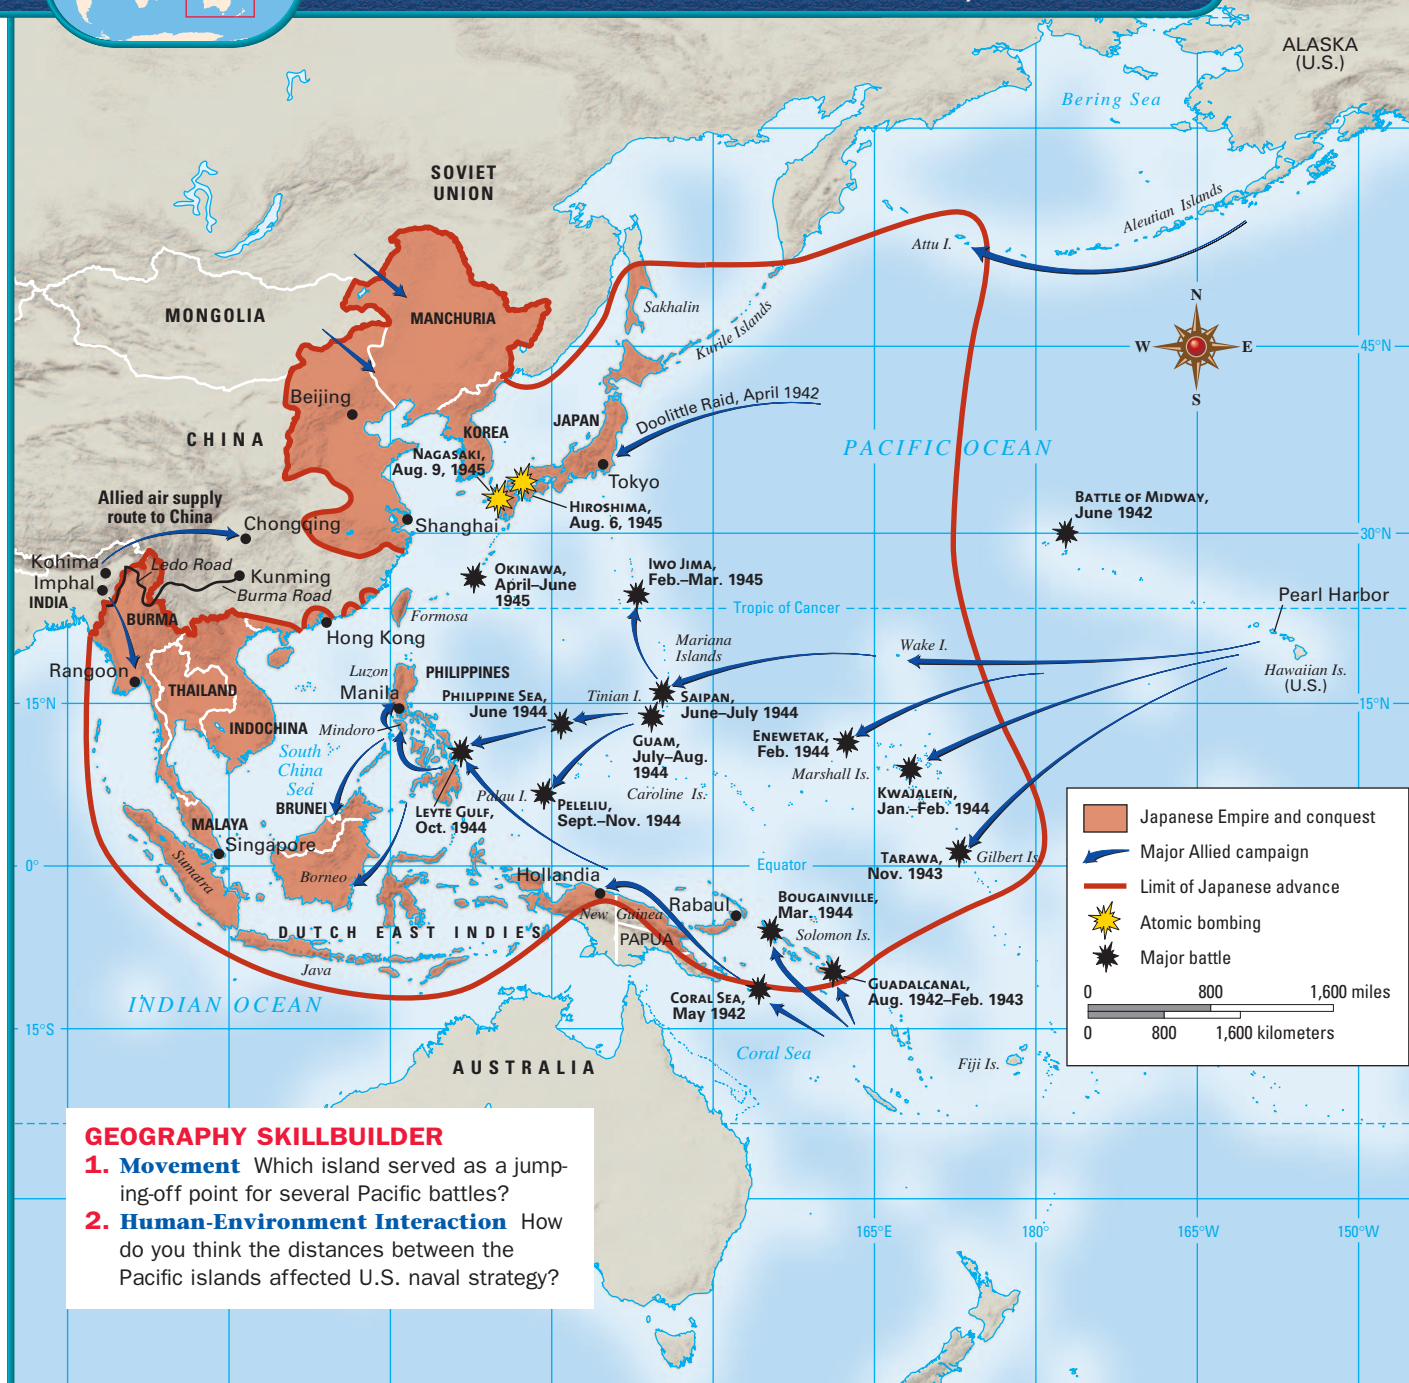 ALASKA
(U.S.)
Bering Sea
SOVIET
UNION
Aleutian Islands
Attu I.
N
W
E
S
45°N
MONGOLIA
MANCHURIA
Sakhalin
Kurile Islands
Beijing
Doolittle Raid, April 1942
JAPAN
KOREA
CHINA
PACIFIC OCEAN
NAGASAKI,
Aug. 9, 1945
Tokyo
Allied air supply
route to China
Chongqing
Shanghai
HIROSHIMA,
Aug. 6, 1945
BATTLE OF MIDWAY,
June 1942
30°N
Kohima
Imphal
INDIA
Ledo Road
Kunming
Burma Road
BURMA
OKINAWA,
April–June
1945
IWO JIMA,
Feb.–Mar. 1945
Tropic of Cancer
Pearl Harbor
Formosa
Hong Kong
Mariana
Islands
Wake I.
Hawaiian Is.
(U.S.)
Rangoon
THAILAND
Luzon
PHILIPPINES
Manila
PHILIPPINE SEA,
June 1944
Tinian I.
SAIPAN,
June–July 1944
15°N
15°N
INDOCHINA
Mindoro
South
China
Sea
GUAM,
July–Aug.
1944
ENEWETAK,
Feb. 1944
Marshall Is.
BRUNEI
Palau I.
Caroline Is.
KWAJALEIN,
Jan.–Feb. 1944
LEYTE GULF,
Oct. 1944
PELELIU,
Sept.–Nov. 1944
MALAYA
Singapore
0°
Equator
TARAWA,
Nov. 1943
Gilbert Is.
Sumatra
Borneo
Hollandia
New Guinea
Rabaul
BOUGAINVILLE,
Mar. 1944
Solomon Is.
DUTCH EAST INDIES
PAPUA
Java
INDIAN OCEAN
CORAL SEA,
May 1942
GUADALCANAL,
Aug. 1942–Feb. 1943
15°S
Coral Sea
Fiji Is.
AUSTRALIA
Japanese Empire and conquest
Major Allied campaign
Limit of Japanese advance
Atomic bombing
Major battle
0 800 1,600 miles
0 800 1,600 kilometers
165°E
180°
165°W
150°W
GEOGRAPHY SKILLBUILDER
1. Movement Which island served as a jump-
ing-off point for several Pacific battles?
2. Human-Environment Interaction How
do you think the distances between the
Pacific islands affected U.S. naval strategy?